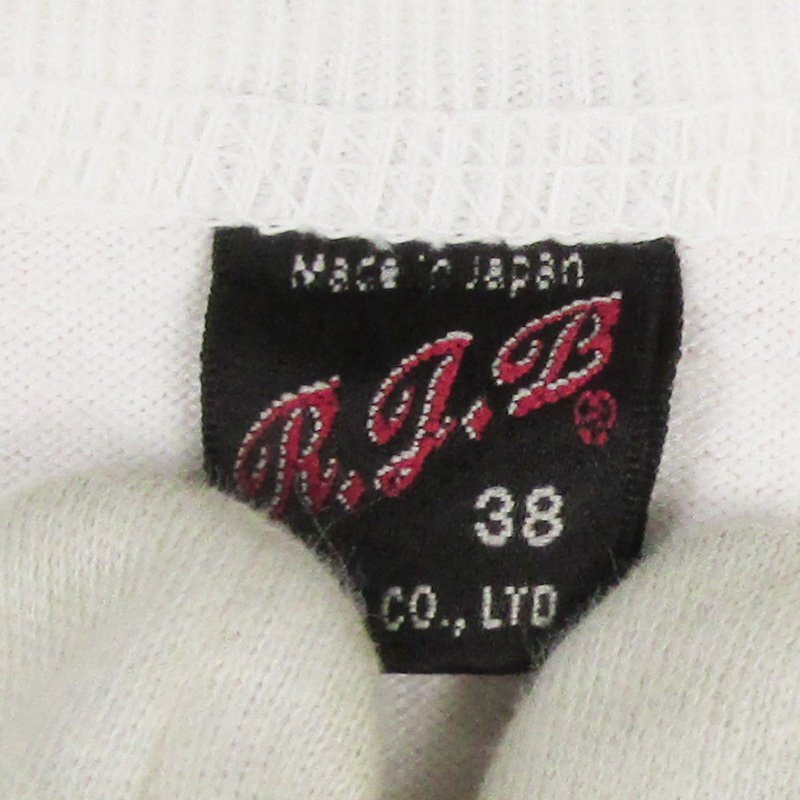 Made in Japan
R.J.B®
38
CO., LTD